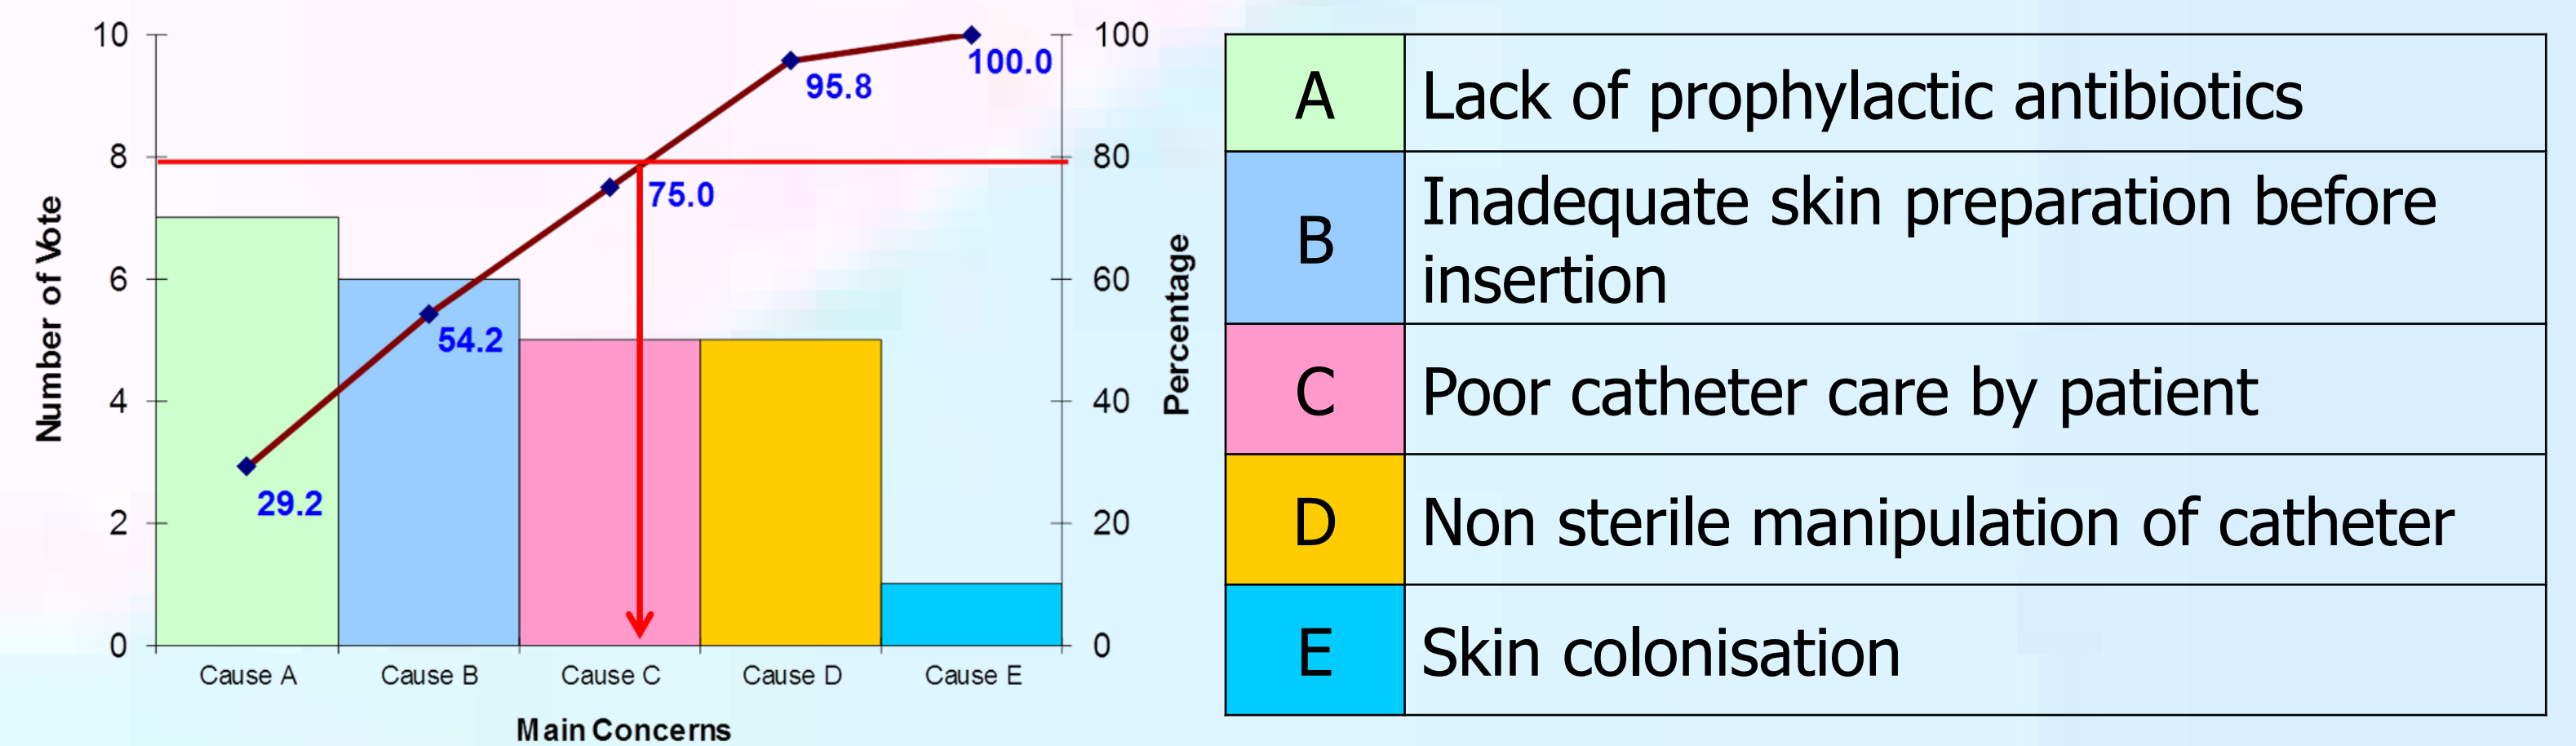 Number of Vote
10
8
6
4
2
0
100
80
60
40
20
0
Percentage
29.2
54.2
75.0
95.8
100.0
Cause A
Cause B
Cause C
Cause D
Cause E
Main Concerns
A
Lack of prophylactic antibiotics
B
Inadequate skin preparation before
insertion
C
Poor catheter care by patient
D
Non sterile manipulation of catheter
E
Skin colonisation